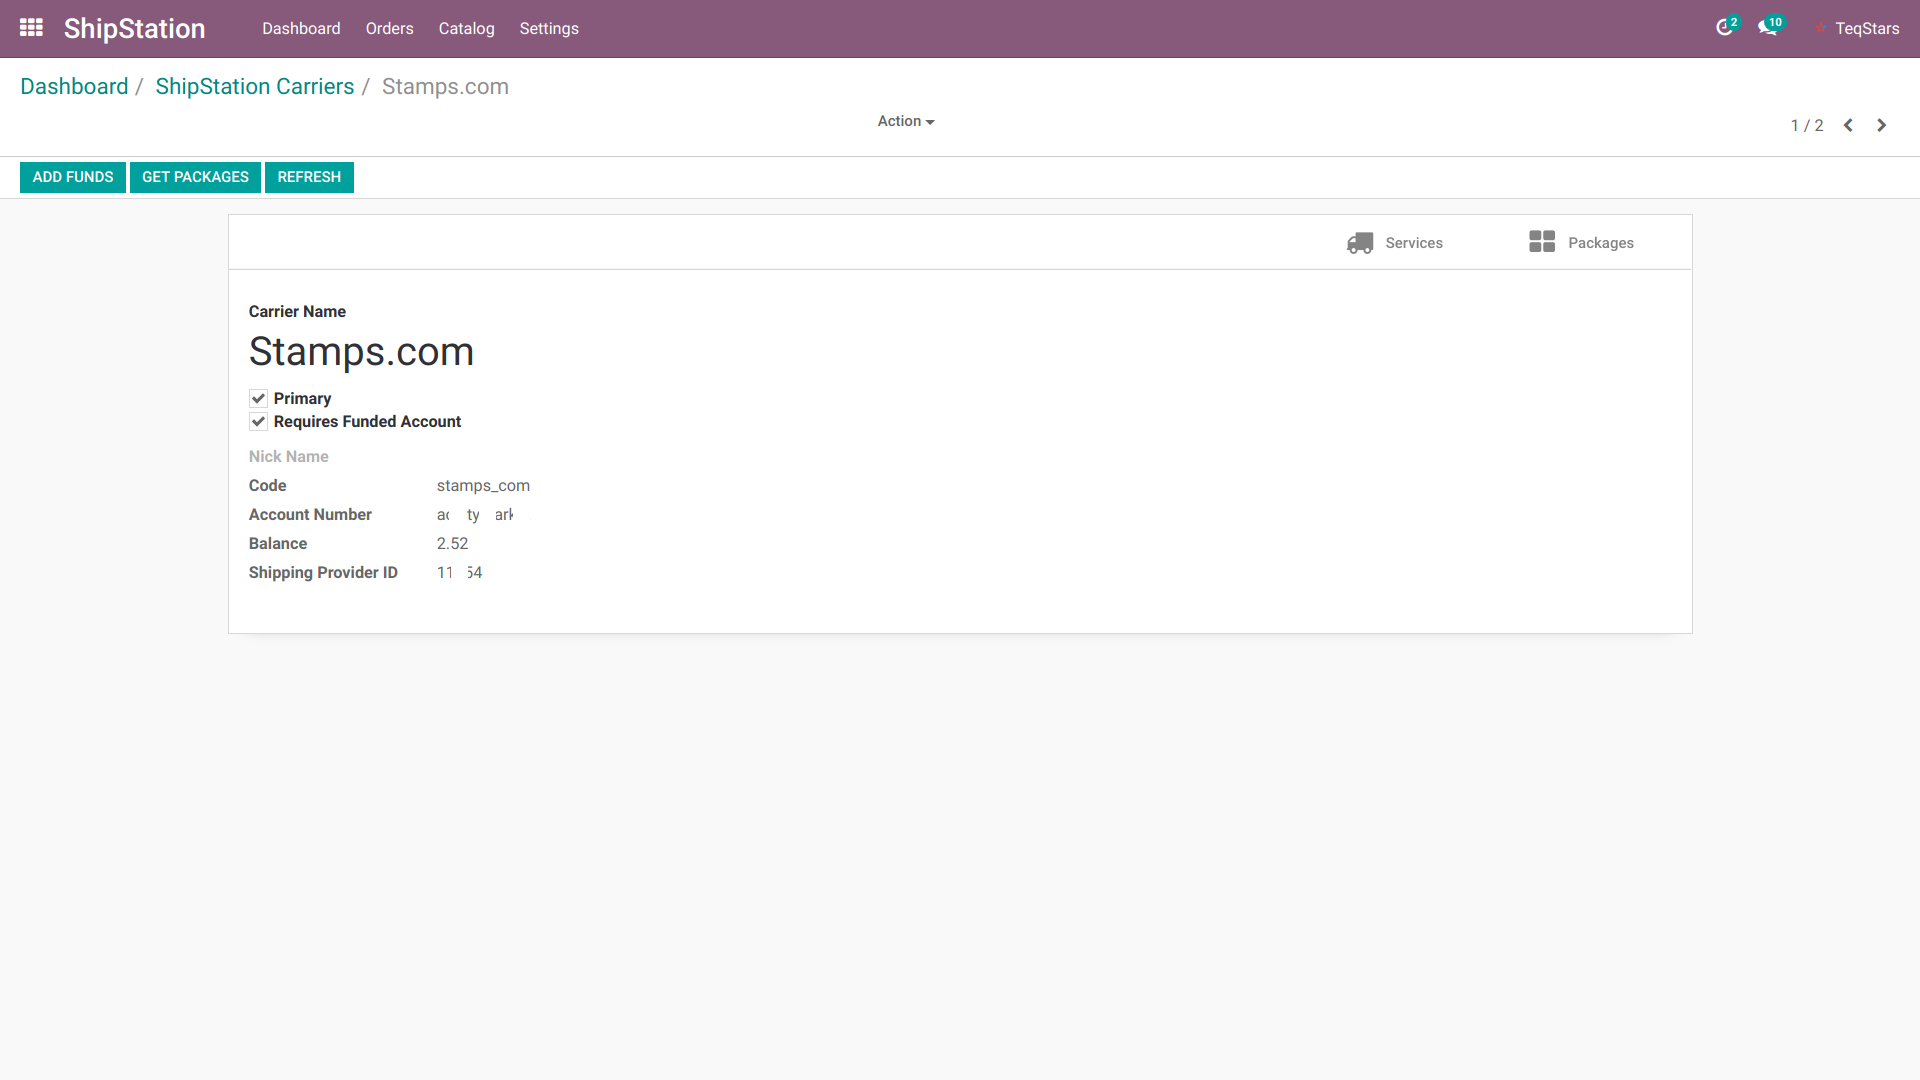 ShipStation Dashboard Orders Catalog Settings 2 10 TeqStars
Dashboard / ShipStation Carriers / Stamps.com
Action
1 / 2
ADD FUNDS GET PACKAGES REFRESH
Services Packages
Carrier Name
Stamps.com
Primary
Requires Funded Account
Nick Name
Code stamps_com
Account Number
Balance 2.52
Shipping Provider ID